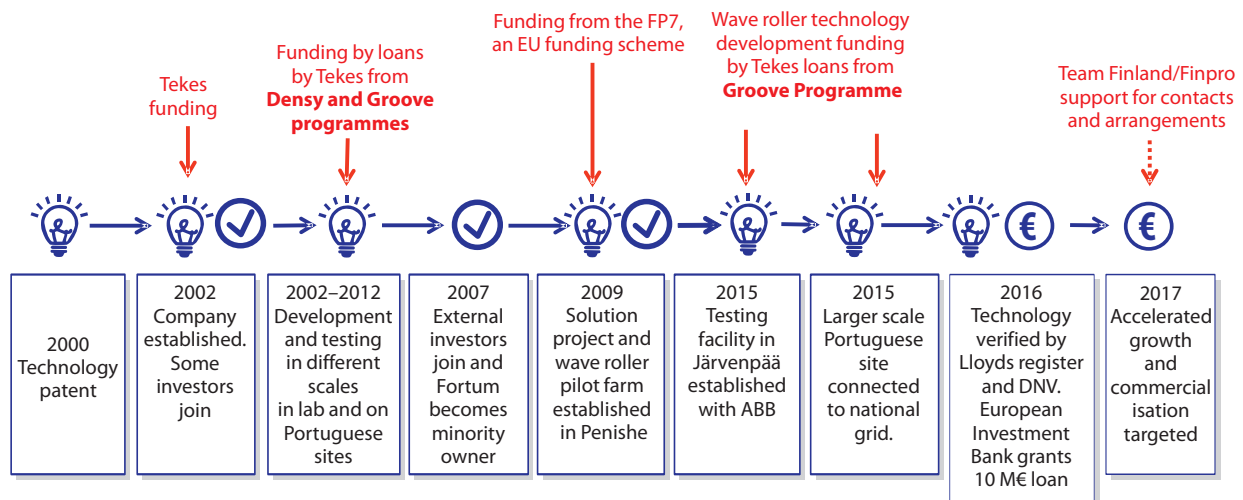 Tekes
funding
Funding by loans
by Tekes from
Densy and Groove
programmes
Funding from the FP7,
an EU funding scheme
Wave roller technology
development funding
by Tekes loans from
Groove Programme
Team Finland/Finpro
support for contacts
and arrangements
€
€
2000
Technology
patent
2002
Company
established.
Some
investors
join
2002–2012
Development
and testing
in different
scales
in lab and on
Portuguese
sites
2007
External
investors
join and
Fortum
becomes
minority
owner
2009
Solution
project and
wave roller
pilot farm
established
in Penishe
2015
Testing
facility in
Järvenpää
established
with ABB
2015
Larger scale
Portuguese
site
connected
to national
grid.
2016
Technology
verified by
Lloyds register
and DNV.
European
Investment
Bank grants
10 M€ loan
2017
Accelerated
growth
and
commercial
isation
targeted